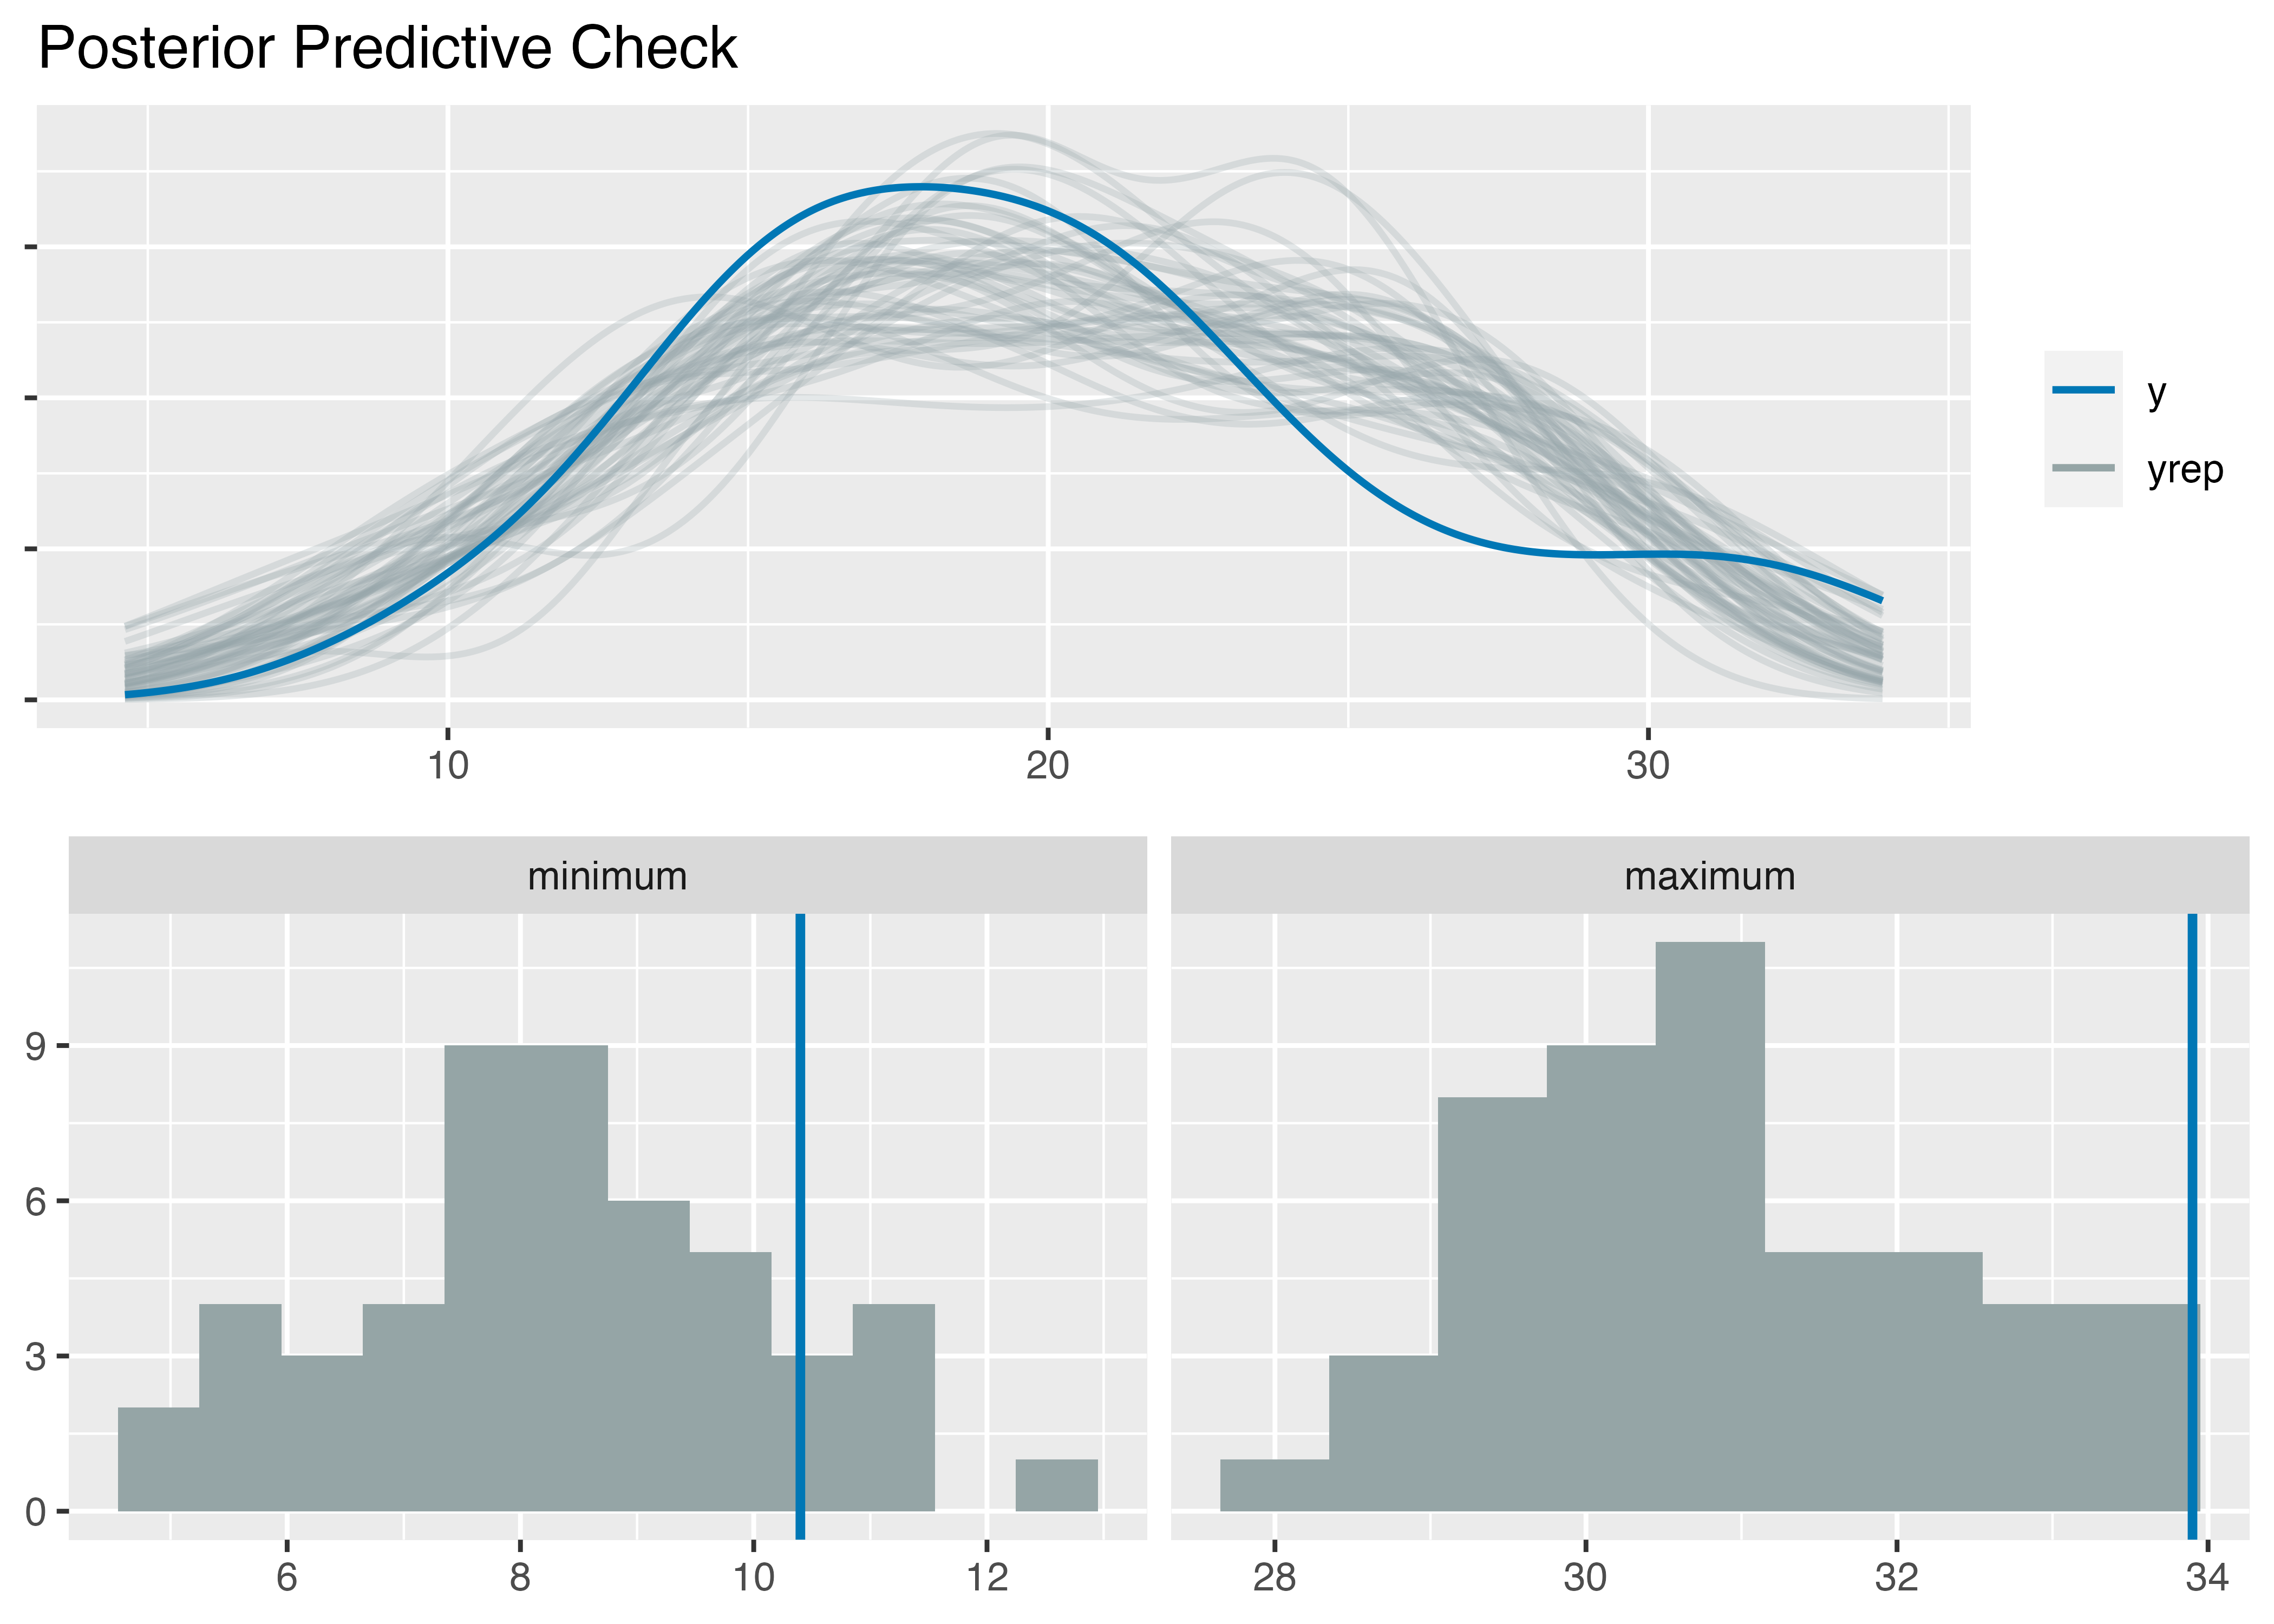 Posterior Predictive Check
y
yrep
10 20 30
minimum maximum
9
6
3
0
6 8 10 12 28 30 32 34